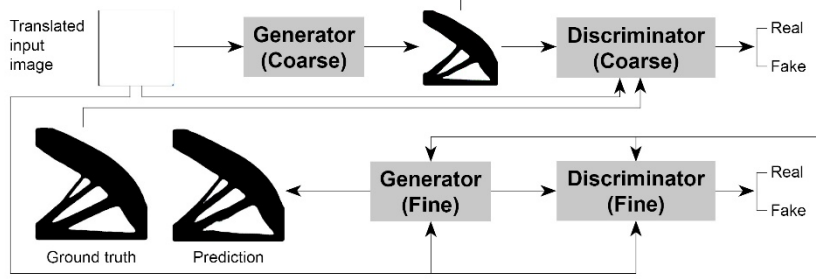 Translated
input
image
Generator
(Coarse)
Discriminator
(Coarse)
Real
Fake
Generator
(Fine)
Discriminator
(Fine)
Real
Fake
Ground truth
Prediction